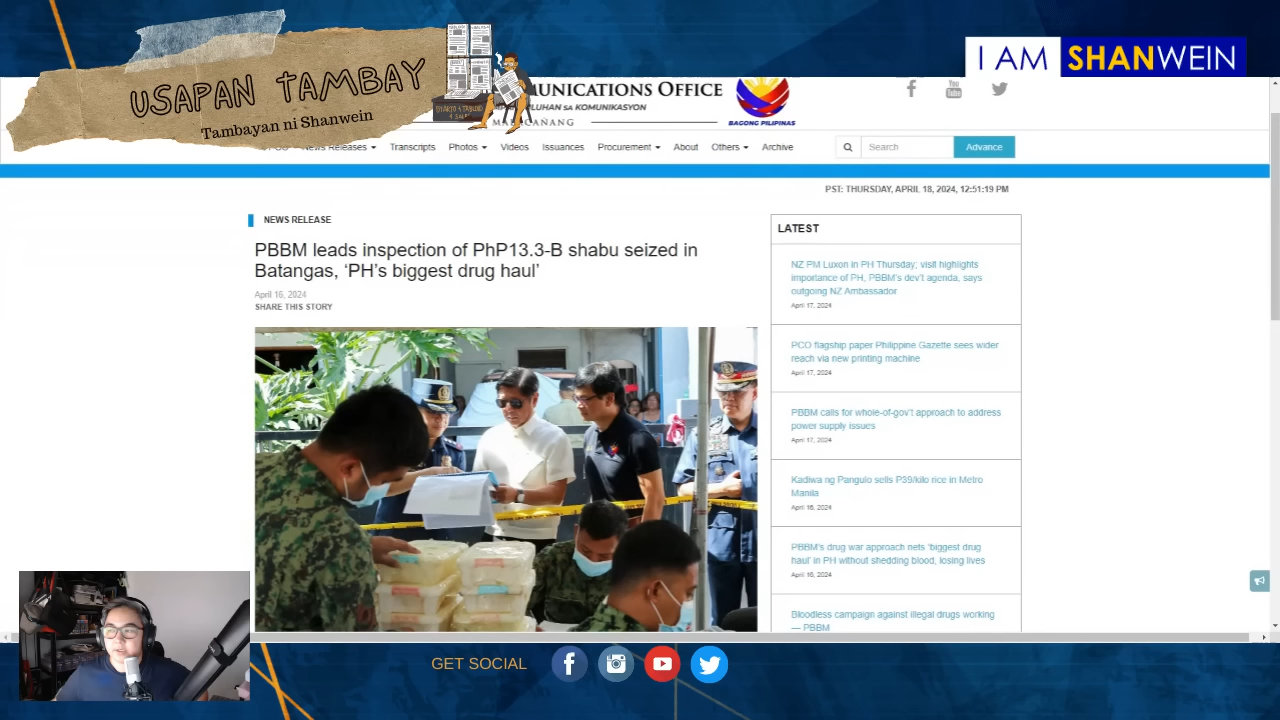 USAPAN TAMBAY
Tambayan ni Shanwein
I AM SHANWEIN
MUNICATIONS OFFICE
PULUHAN SA KOMUNIKASYON
MALACAÑANG
BAGONG PILIPINAS
You
Tube
News Releases
Transcripts
Photos
Videos
Issuances
Procurement
About
Others
Archive
Search
Advance
PST: THURSDAY, APRIL 18, 2024, 12:51:19 PM
NEWS RELEASE
PBBM leads inspection of PhP13.3-B shabu seized in
Batangas, ‘PH’s biggest drug haul’
April 16, 2024
SHARE THIS STORY
LATEST
NZ PM Luxon in PH Thursday; visit highlights
importance of PH, PBBM’s dev’t agenda, says
outgoing NZ Ambassador
April 17, 2024
PCO flagship paper Philippine Gazette sees wider
reach via new printing machine
April 17, 2024
PBBM calls for whole-of-gov’t approach to address
power supply issues
April 17, 2024
Kadiwa ng Pangulo sells P39/kilo rice in Metro
Manila
April 16, 2024
PBBM’s drug war approach nets ‘biggest drug
haul’ in PH without shedding blood, losing lives
April 16, 2024
Bloodless campaign against illegal drugs working
— PBBM
GET SOCIAL